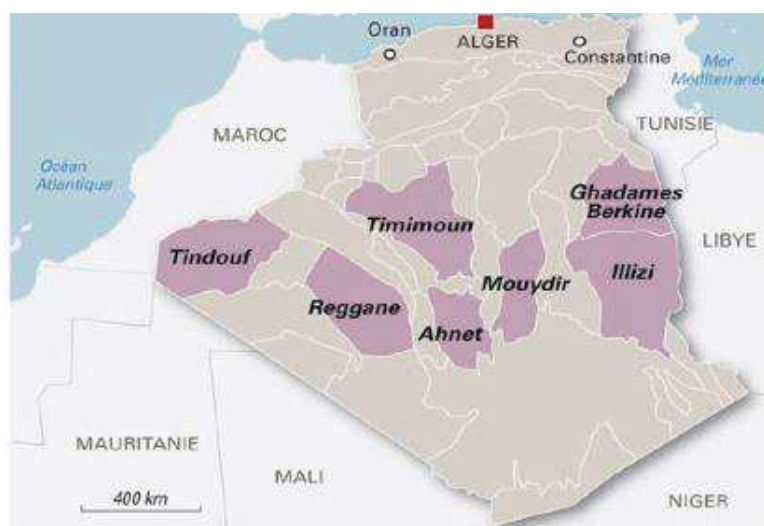 Oran
ALGER
Constantine
Mer
Méditerranée
TUNISIE
MAROC
Océan
Atlantique
Ghadames
Berkine
Timimoun
Tindouf
LIBYE
Mouydir
Illizi
Reggane
Ahnet
MAURITANIE
MALI
400 km
NIGER